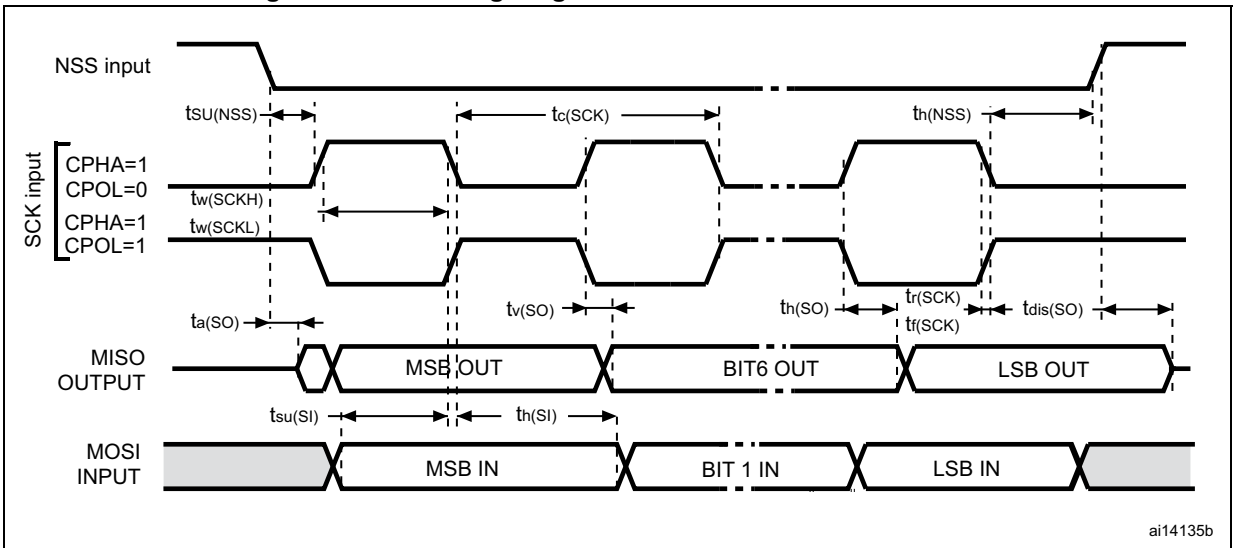 NSS input
tSU(NSS)
tc(SCK)
th(NSS)
SCK input
CPHA=1
CPOL=0
tw(SCKH)
CPHA=1
tw(SCKL)
CPOL=1
ta(SO)
tv(SO)
th(SO)
tr(SCK)
tf(SCK)
tdis(SO)
MISO
OUTPUT
MSB OUT
BIT6 OUT
LSB OUT
tsu(SI)
th(SI)
MOSI
INPUT
MSB IN
BIT 1 IN
LSB IN
ai14135b